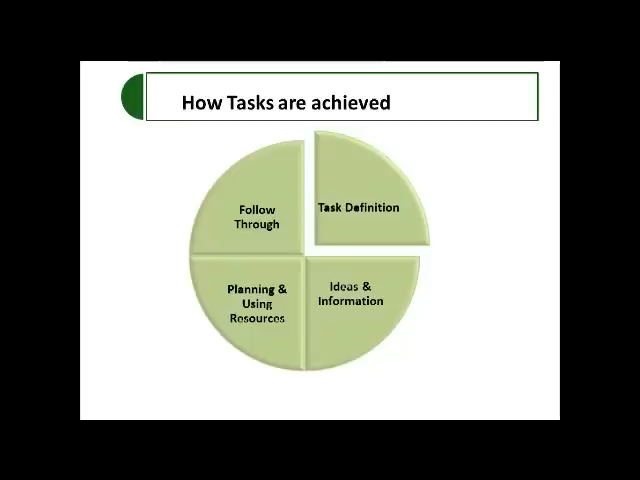 How Tasks are achieved
Follow
Through
Task Definition
Planning &
Using
Resources
Ideas &
Information